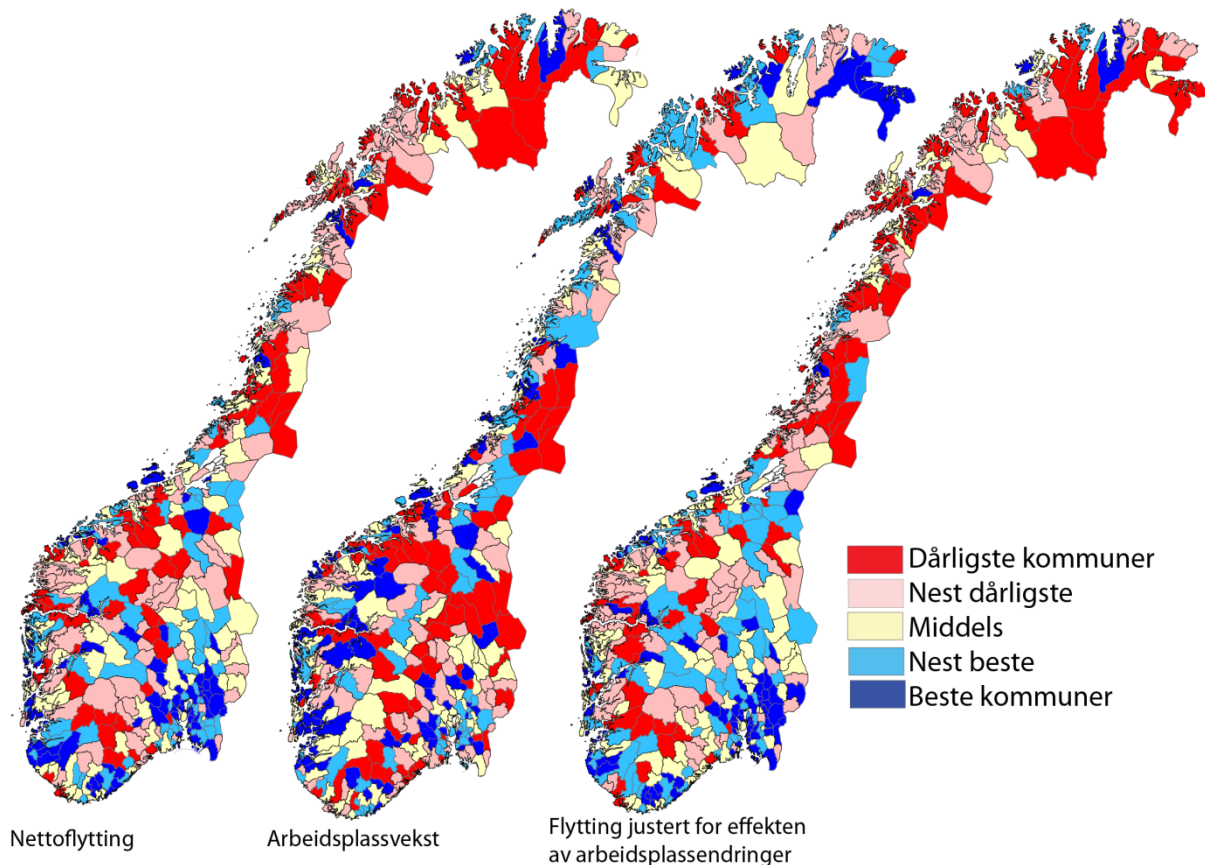 Dårligste kommuner
Nest dårligste
Middels
Nest beste
Beste kommuner
Nettoflytting
Arbeidsplassvekst
Flytting justert for effekten
av arbeidsplassendringer